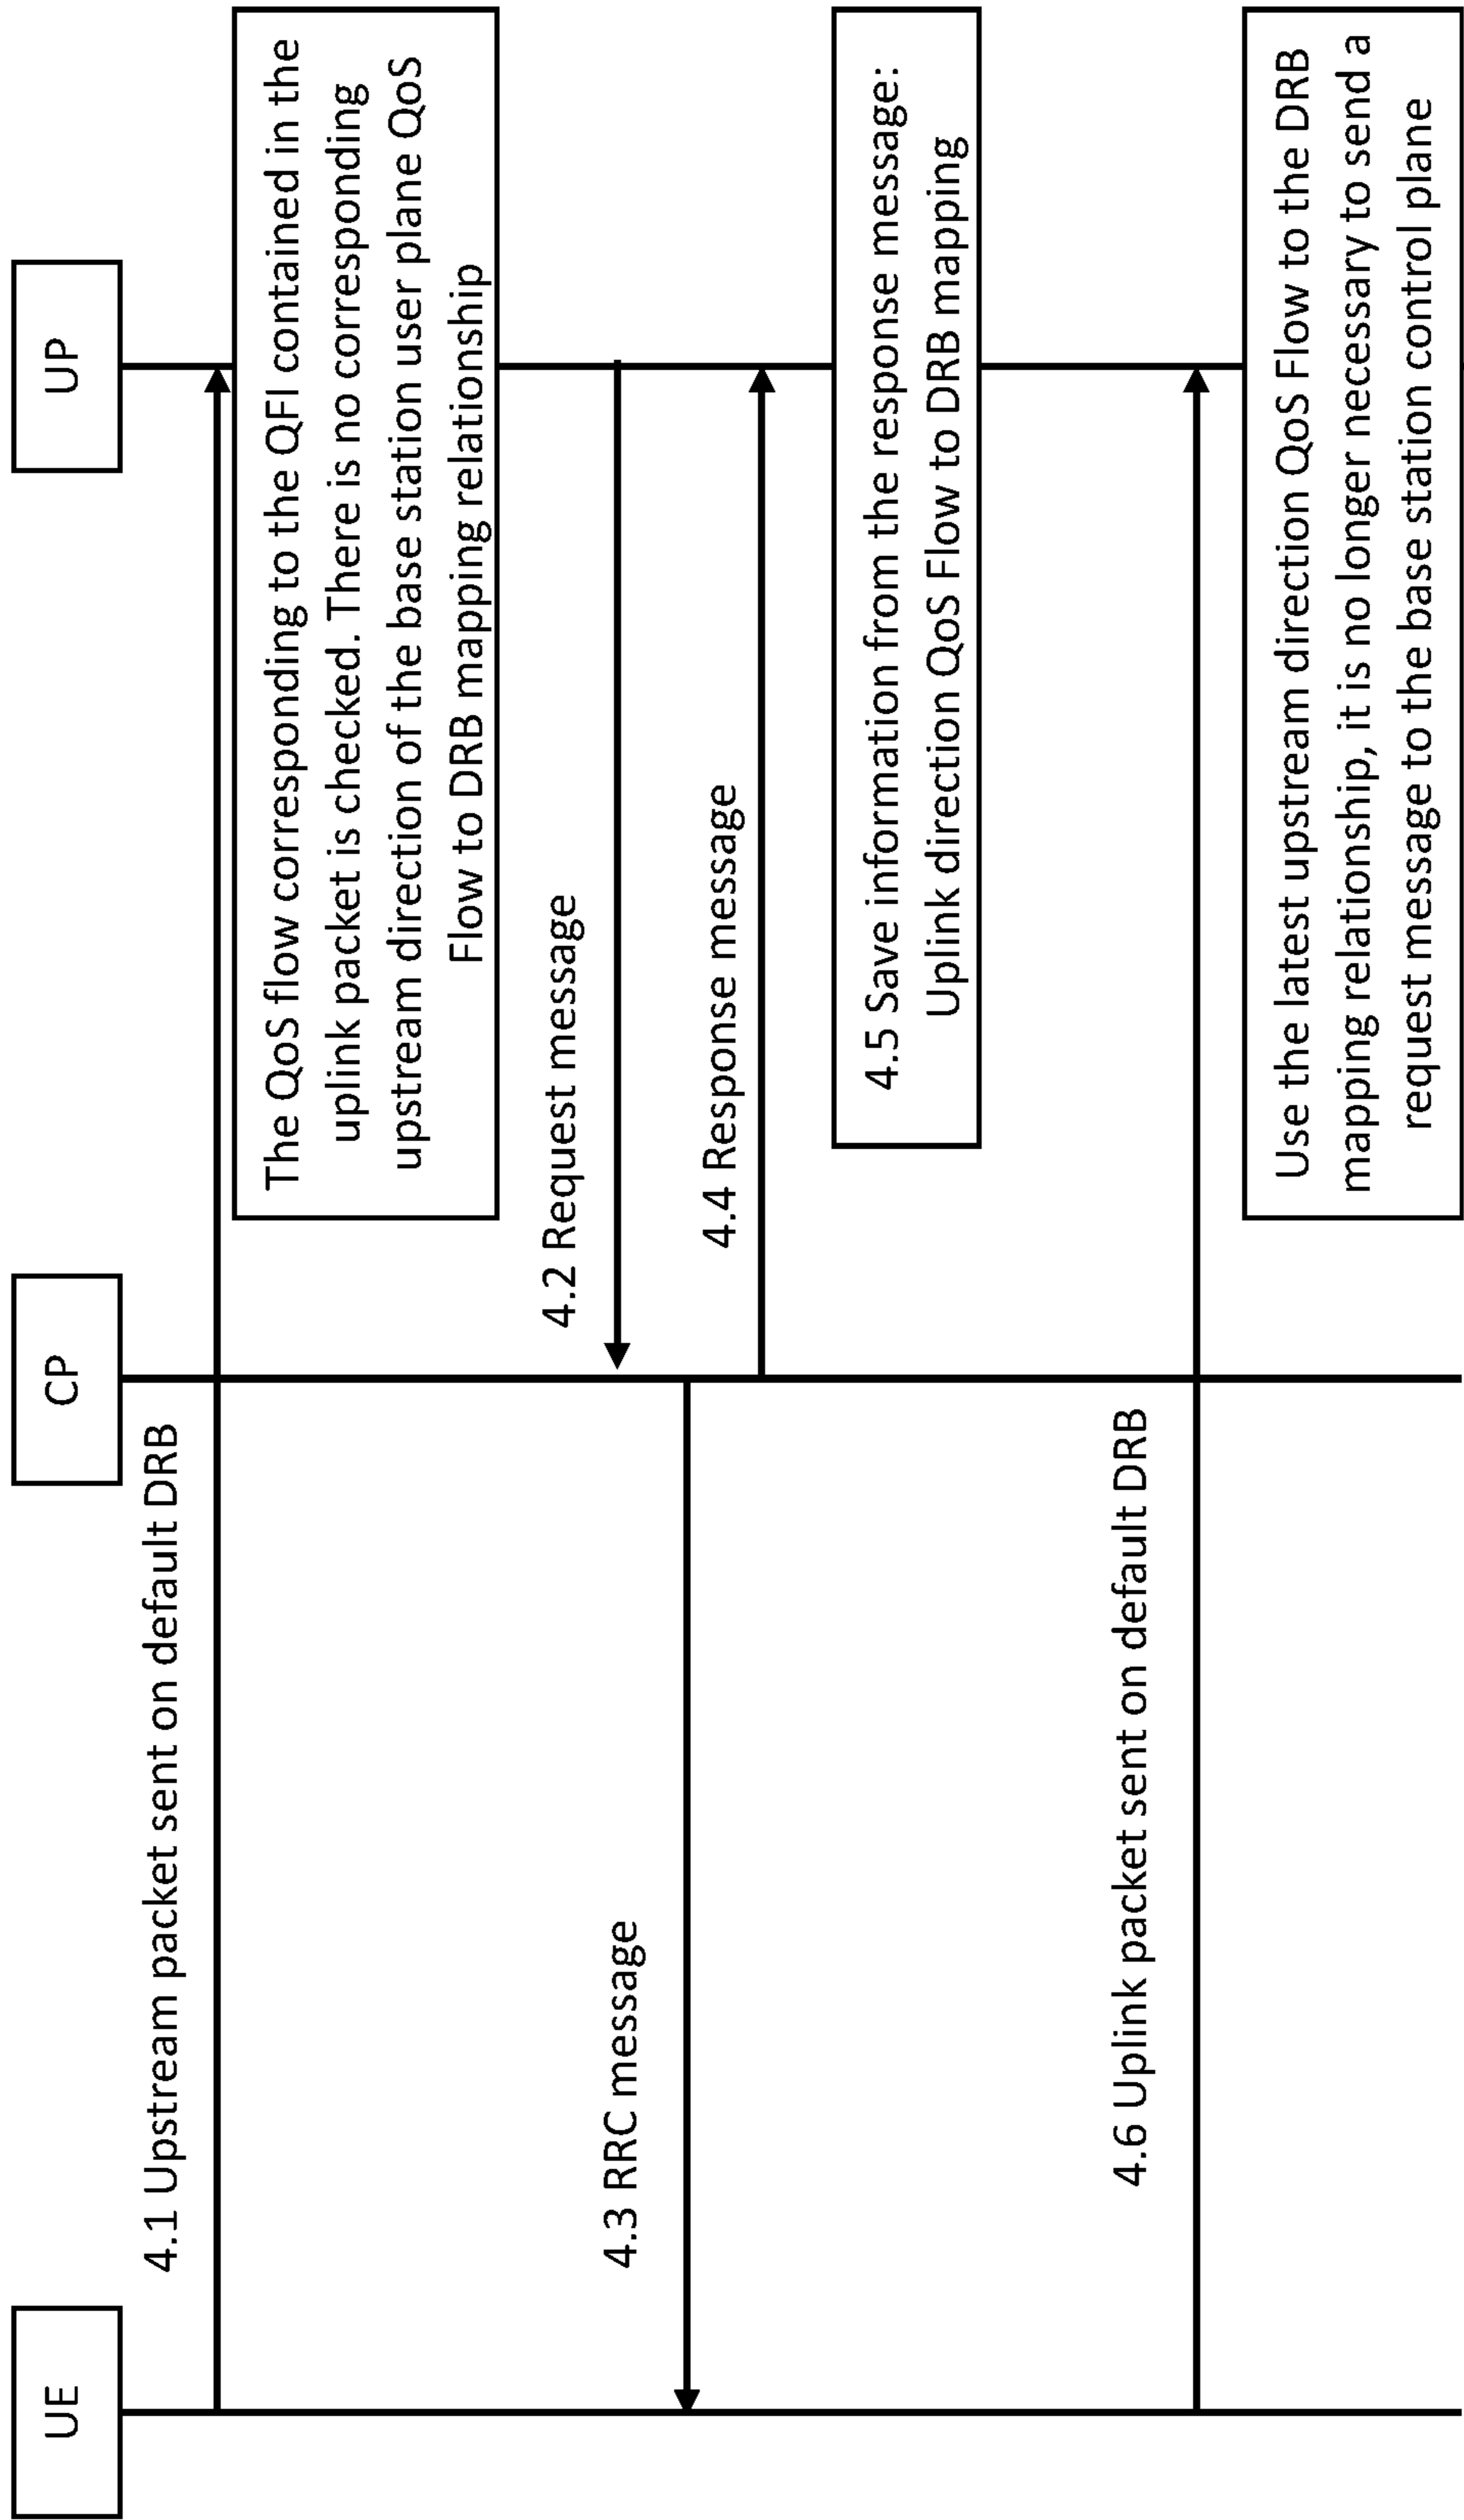 UE
CP
UP
4.1 Upstream packet sent on default DRB
The QoS flow corresponding to the QFI contained in the
uplink packet is checked. There is no corresponding
upstream direction of the base station user plane QoS
Flow to DRB mapping relationship
4.2 Request message
4.3 RRC message
4.4 Response message
4.5 Save information from the response message:
Uplink direction QoS Flow to DRB mapping
4.6 Uplink packet sent on default DRB
Use the latest upstream direction QoS Flow to the DRB
mapping relationship, it is no longer necessary to send a
request message to the base station control plane